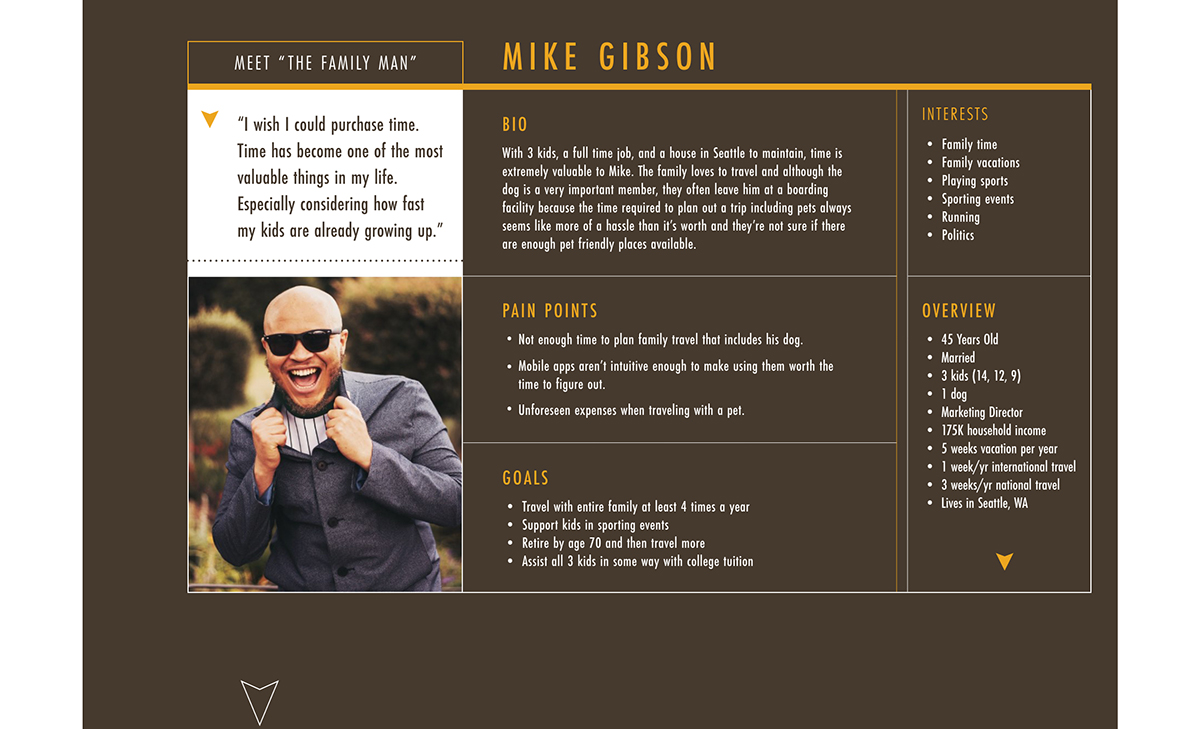 MEET “THE FAMILY MAN”
MIKE GIBSON
“I wish I could purchase time.
Time has become one of the most
valuable things in my life.
Especially considering how fast
my kids are already growing up.”
BIO
With 3 kids, a full time job, and a house in Seattle to maintain, time is
extremely valuable to Mike. The family loves to travel and although the
dog is a very important member, they often leave him at a boarding
facility because the time required to plan out a trip including pets always
seems like more of a hassle than it’s worth and they’re not sure if there
are enough pet friendly places available.
PAIN POINTS
• Not enough time to plan family travel that includes his dog.
• Mobile apps aren’t intuitive enough to make using them worth the
time to figure out.
• Unforeseen expenses when traveling with a pet.
GOALS
• Travel with entire family at least 4 times a year
• Support kids in sporting events
• Retire by age 70 and then travel more
• Assist all 3 kids in some way with college tuition
INTERESTS
• Family time
• Family vacations
• Playing sports
• Sporting events
• Running
• Politics
OVERVIEW
• 45 Years Old
• Married
• 3 kids (14, 12, 9)
• 1 dog
• Marketing Director
• 175K household income
• 5 weeks vacation per year
• 1 week/yr international travel
• 3 weeks/yr national travel
• Lives in Seattle, WA